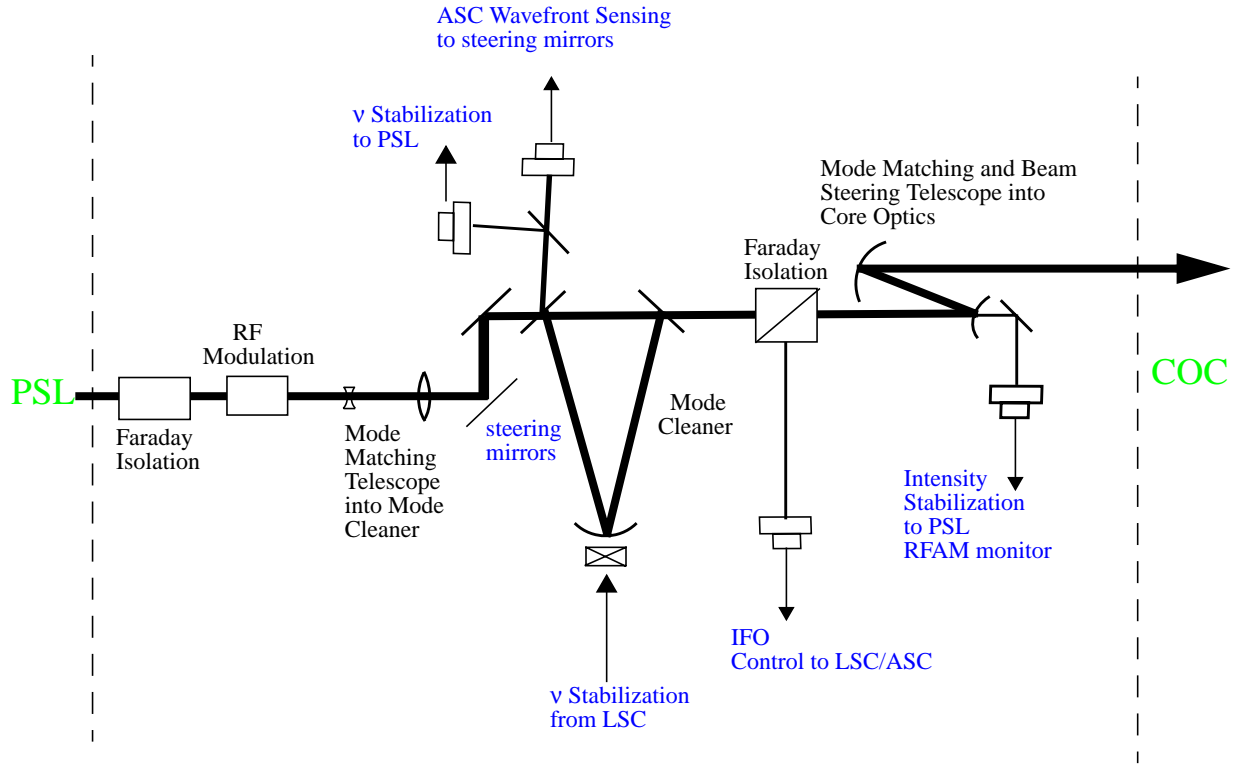 ASC Wavefront Sensing
to steering mirrors
ν Stabilization
to PSL
Mode Matching and Beam
Steering Telescope into
Core Optics
Faraday
Isolation
RF
Modulation
PSL
COC
Faraday
Isolation
Mode
Matching
Telescope
into Mode
Cleaner
steering
mirrors
Mode
Cleaner
Intensity
Stabilization
to PSL
RFAM monitor
IFO
Control to LSC/ASC
ν Stabilization
from LSC